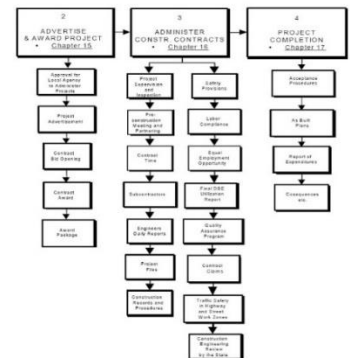 2
ADVERTISE
& AWARD PROJECT
• Chapter 15
Approval for
Local Agency
to Administer
Projects
Project
Advertisement
Contract
Bid Opening
Contract
Award
Award
Package
3
ADMINISTER
CONSTR. CONTRACTS
• Chapter 16
Project
Supervision
and
Inspection
Pre-
construction
Meeting and
Partnering
Contract
Time
Subcontractors
Engineers
Daily Reports
Project
Files
Construction
Records and
Procedures
Safety
Provisions
Labor
Compliance
Equal
Employment
Opportunity
Final DBE
Utilization
Report
Quality
Assurance
Program
Contract
Claims
Traffic Safety
in Highway
and Street
Work Zones
Construction
Engineering
Review
by the State
4
PROJECT
COMPLETION
• Chapter 17
Acceptance
Procedures
As Built
Plans
Report of
Expenditures
Consequences